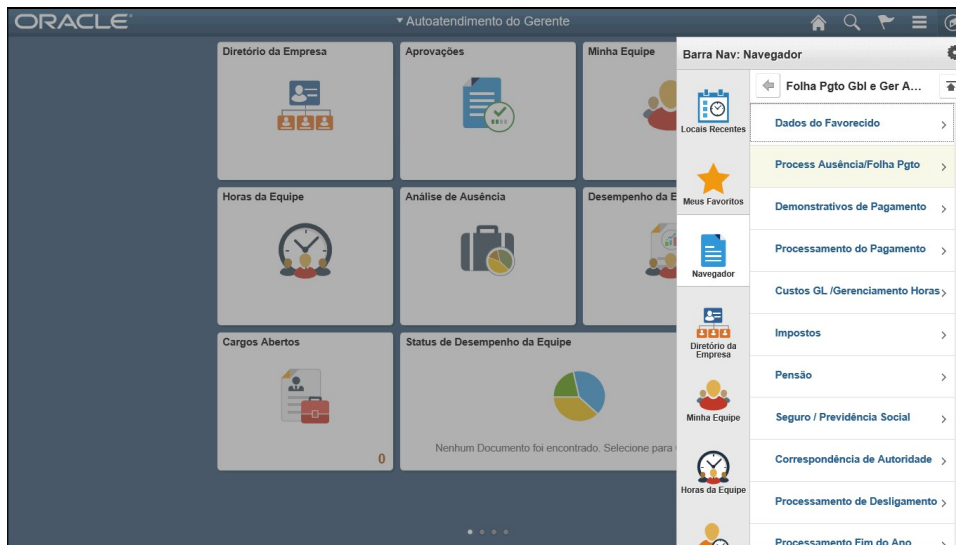 ORACLE
Autoatendimento do Gerente
Diretório da Empresa
Aprovações
Minha Equipe
Horas da Equipe
Análise de Ausência
Desempenho da E
Cargos Abertos
0
Status de Desempenho da Equipe
Nenhum Documento foi encontrado. Selecione para
Barra Nav: Navegador
Locais Recentes
Meus Favoritos
Navegador
Diretório da
Empresa
Minha Equipe
Horas da Equipe
Folha Pgto Gbl e Ger A...
Dados do Favorecido
Process Ausência/Folha Pgto
Demonstrativos de Pagamento
Processamento do Pagamento
Custos GL /Gerenciamento Horas
Impostos
Pensão
Seguro / Previdência Social
Correspondência de Autoridade
Processamento de Desligamento
Processamento Fim do Ano